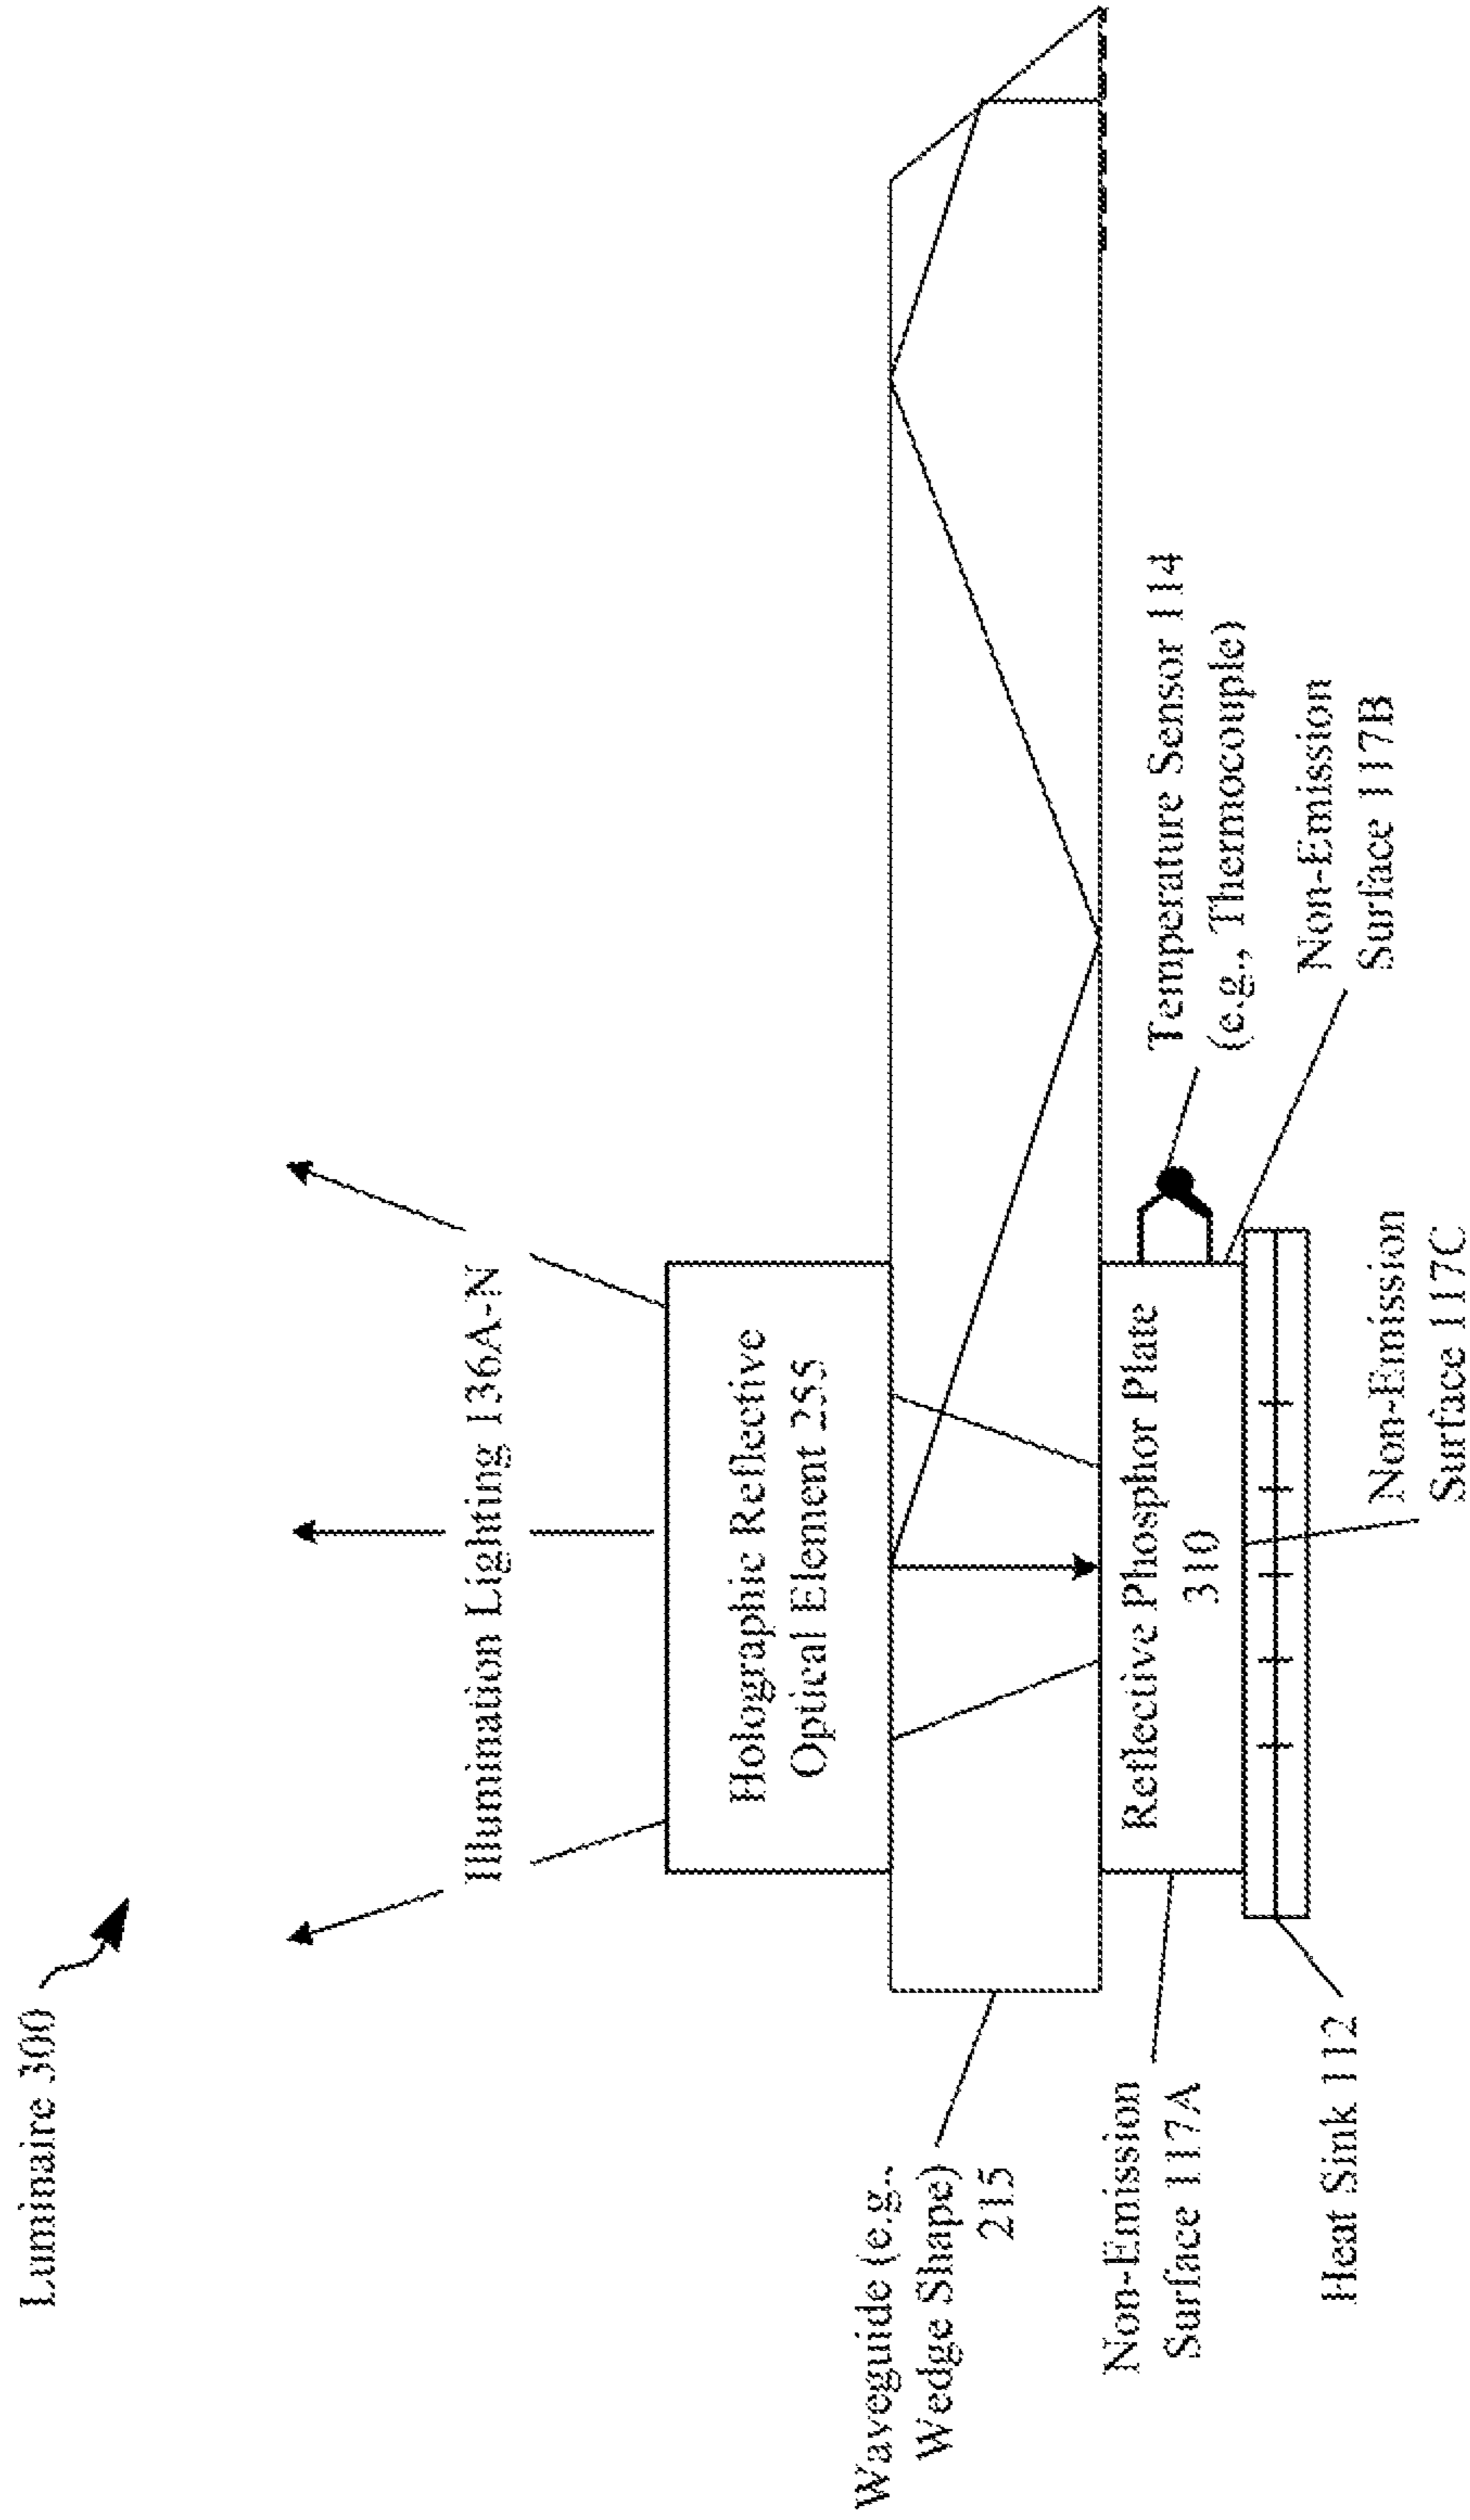 Luminaire 300
Illumination Lighting 136A-N
Holographic Reflective
Optical Element 255
Waveguide (e.g.,
Wedge Shape)
215
Reflective Phosphor Plate
310
Temperature Sensor 114
(e.g., Thermocouple)
Non-Emission
Surface 117A
Non-Emission
Surface 117B
Heat Sink 112
Non-Emission
Surface 117C